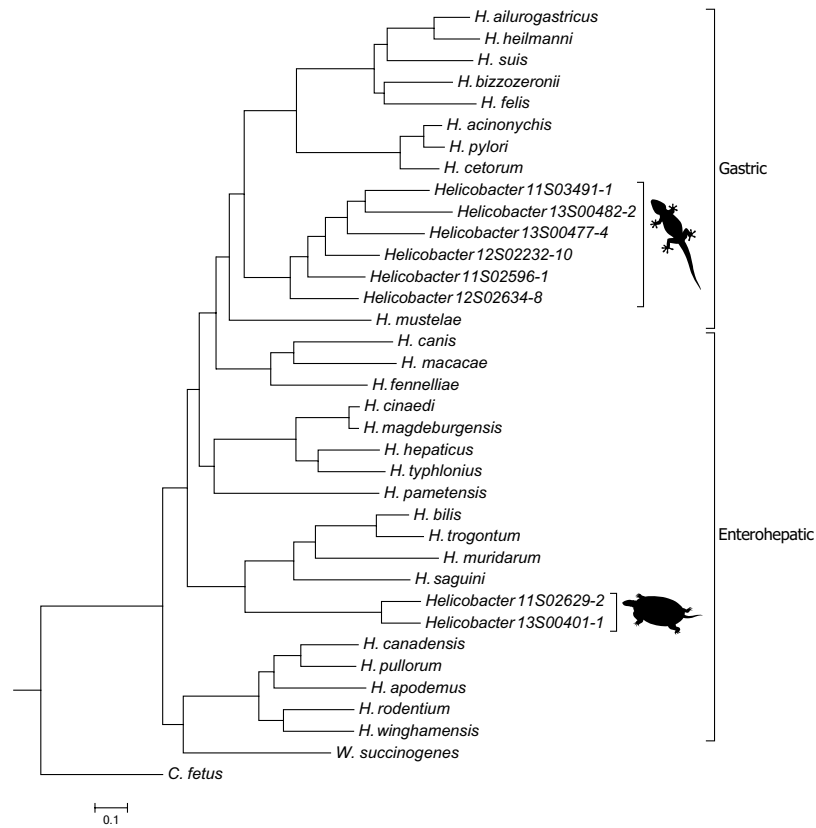 H. ailurogastricus
H. heilmanni
H. suis
H. bizzozeronii
H. felis
H. acinonychis
H. pylori
H. cetorum
Gastric
Helicobacter 11S03491-1
Helicobacter 13S00482-2
Helicobacter 13S00477-4
Helicobacter 12S02232-10
Helicobacter 11S02596-1
Helicobacter 12S02634-8
H. mustelae
H. canis
H. macacae
H. fennelliae
H. cinaedi
H. magdeburgensis
H. hepaticus
H. typhlonius
H. pametensis
H. bilis
H. trogontum
Enterohepatic
H. muridarum
H. saguini
Helicobacter 11S02629-2
Helicobacter 13S00401-1
H. canadensis
H. pullorum
H. apodemus
H. rodentium
H. winghamensis
W. succinogenes
C. fetus
0.1